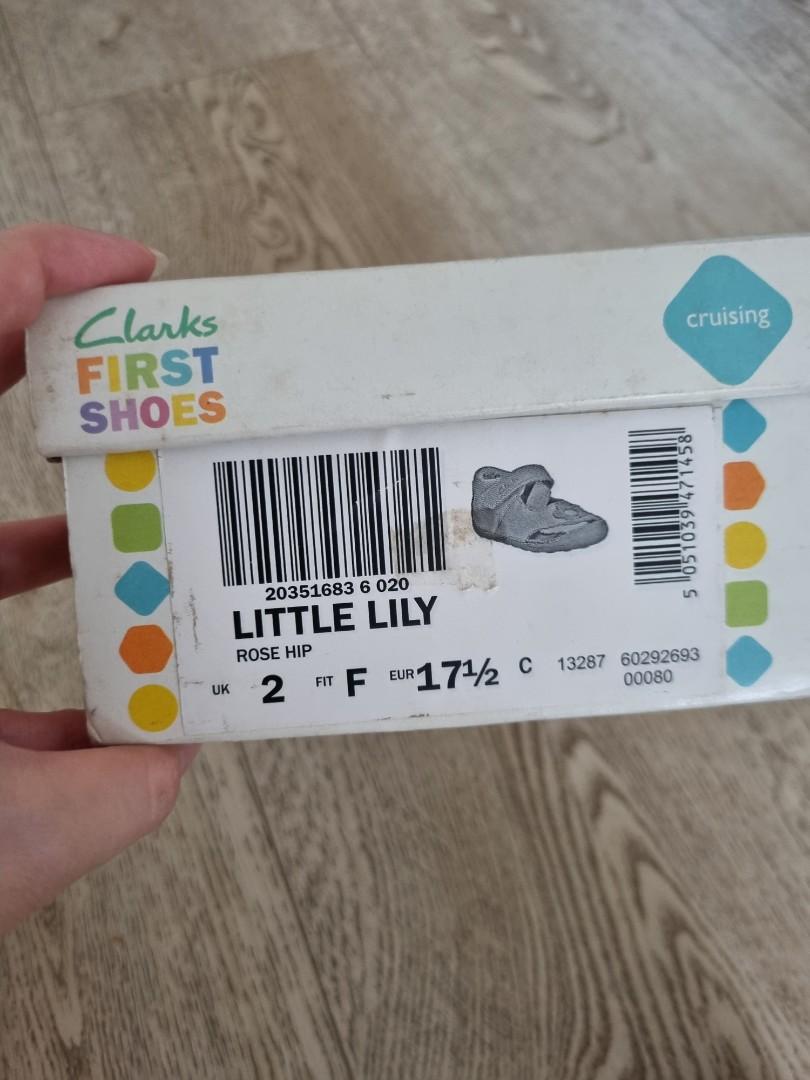 Clarks
FIRST
SHOES
cruising
20351683 6 020
LITTLE LILY
ROSE HIP
UK 2 FIT F EUR 17½ C 13287 60292693
00080
5 051039 471458